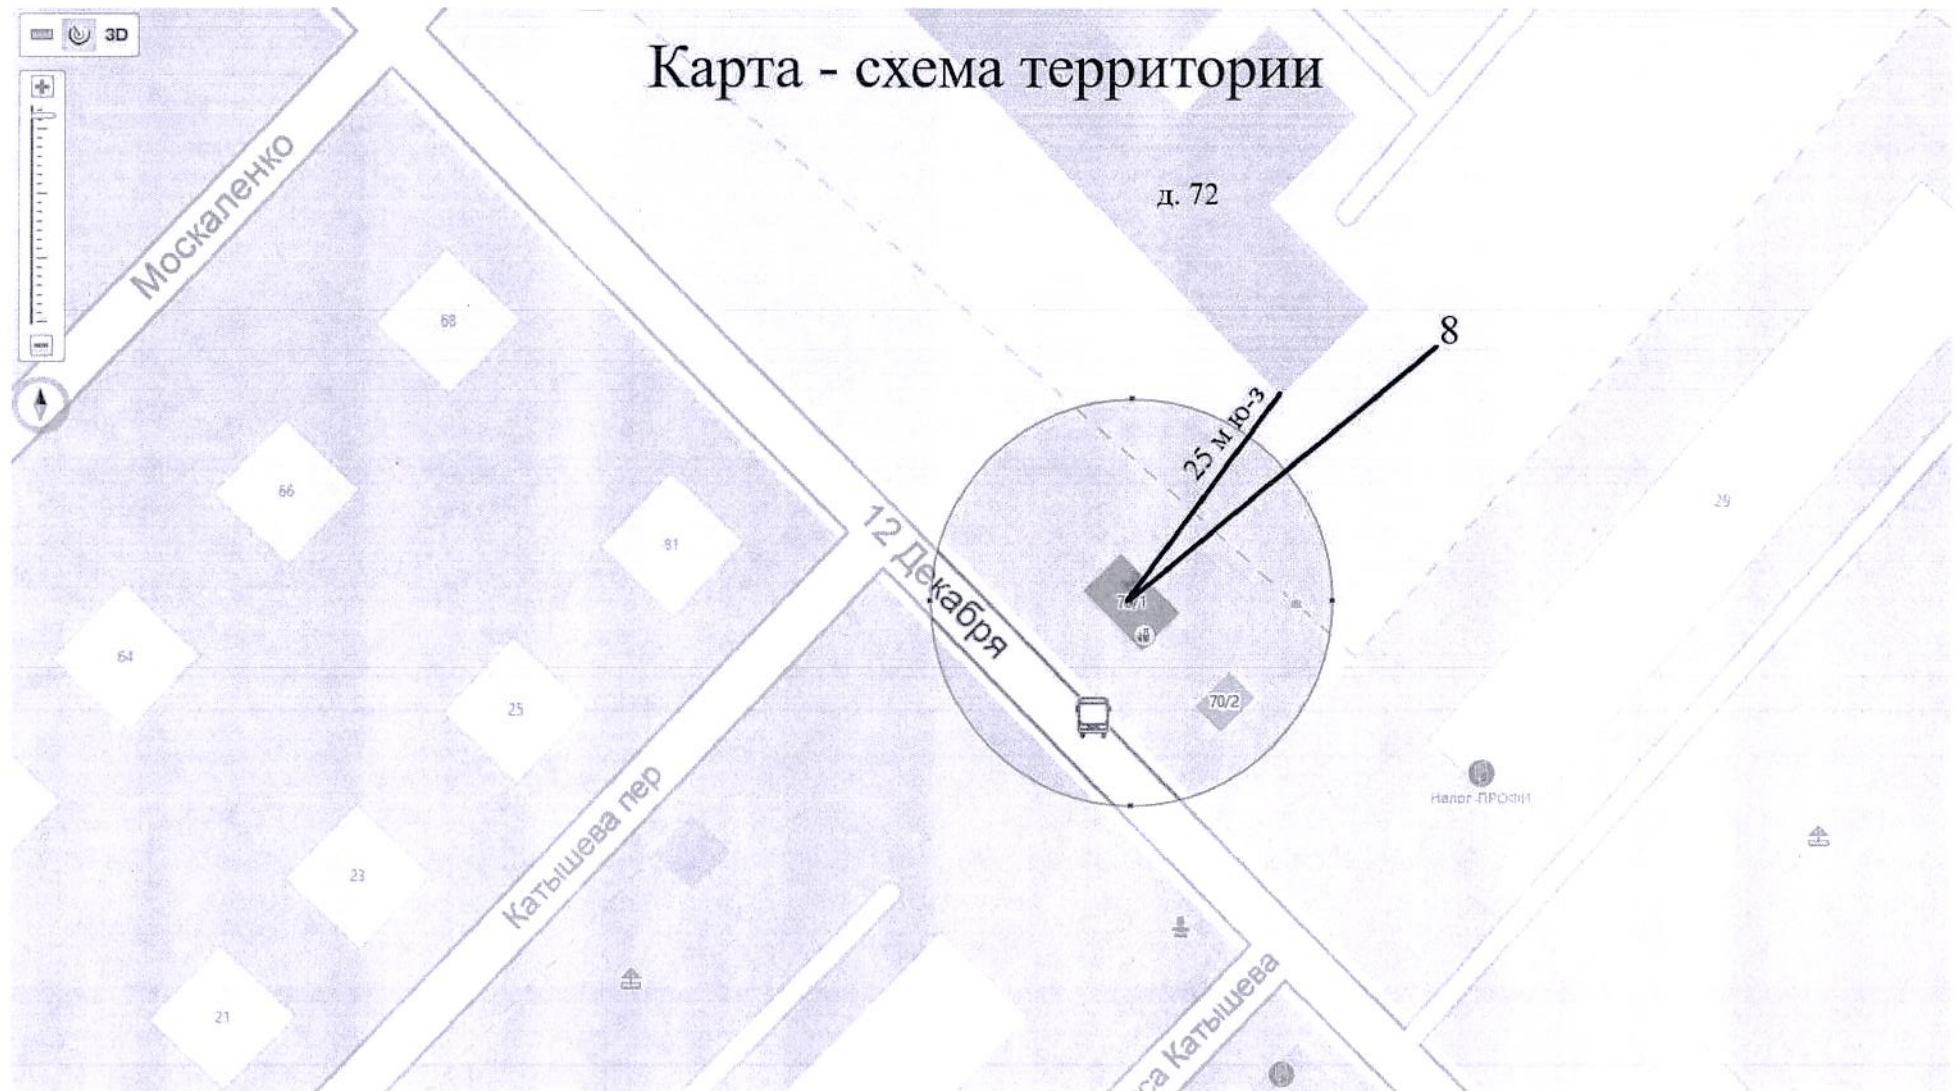 3D
Карта - схема территории
Москаленко
д. 72
68
8
25 м ю-з
66
29
12 Декабря
81
64
70/2
25
Налог-ПРОФИ
Катышева пер
23
са Катышева
21